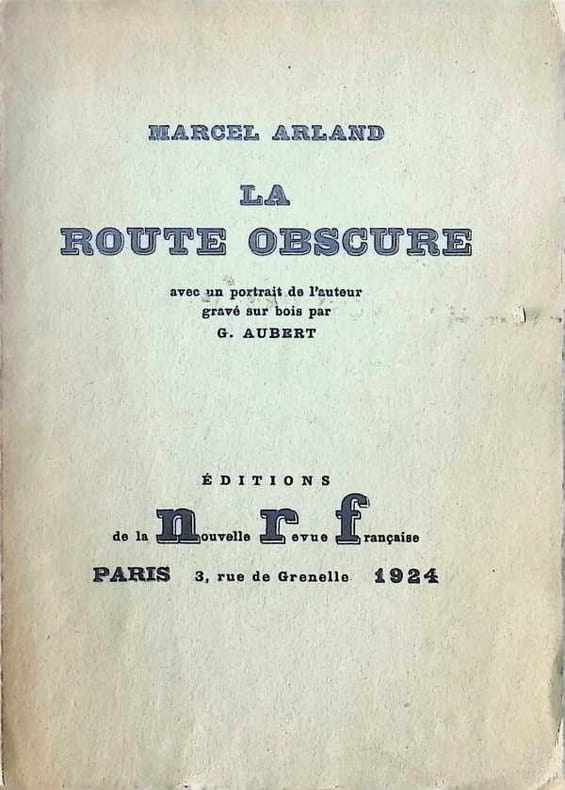 MARCEL ARLAND
LA
ROUTE OBSCURE
avec un portrait de l'auteur
gravé sur bois par
G. AUBERT
ÉDITIONS
de la nouvelle revue française
PARIS 3, rue de Grenelle 1924